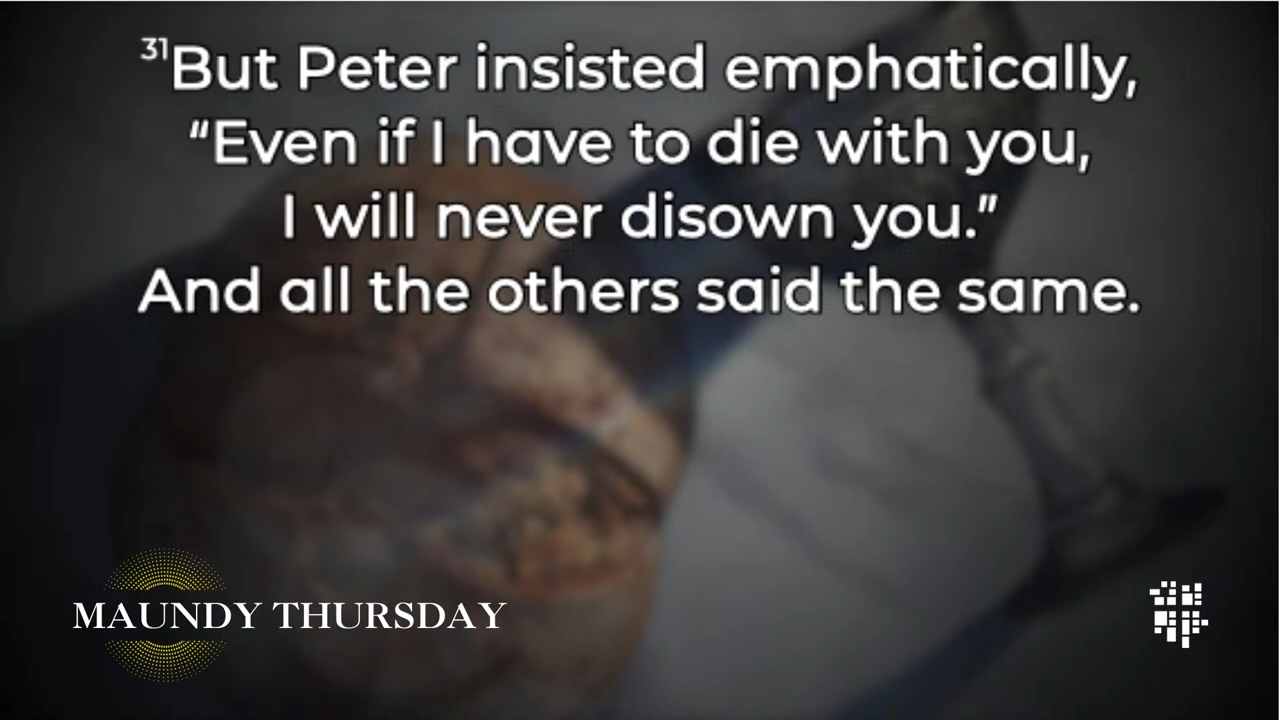 31But Peter insisted emphatically,
“Even if I have to die with you,
I will never disown you.”
And all the others said the same.
MAUNDY THURSDAY